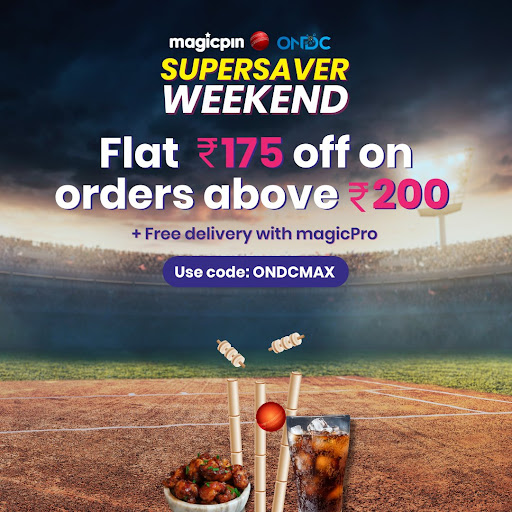 magicpin ONDC
SUPERSAVER
WEEKEND
Flat ₹175 off on
orders above ₹200
+ Free delivery with magicPro
Use code: ONDCMAX